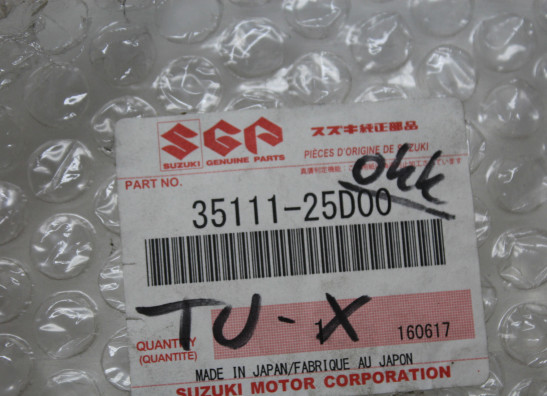 SGP スズキ純正部品
SUZUKI GENUINE PARTS PIÈCES D'ORIGINE DE SUZUKI
PART NO. okk
35111-25D00
TU-X
QUANTITY 1 160617
(QUANTITÉ)
MADE IN JAPAN/FABRIQUE AU JAPON
SUZUKI MOTOR CORPORATION